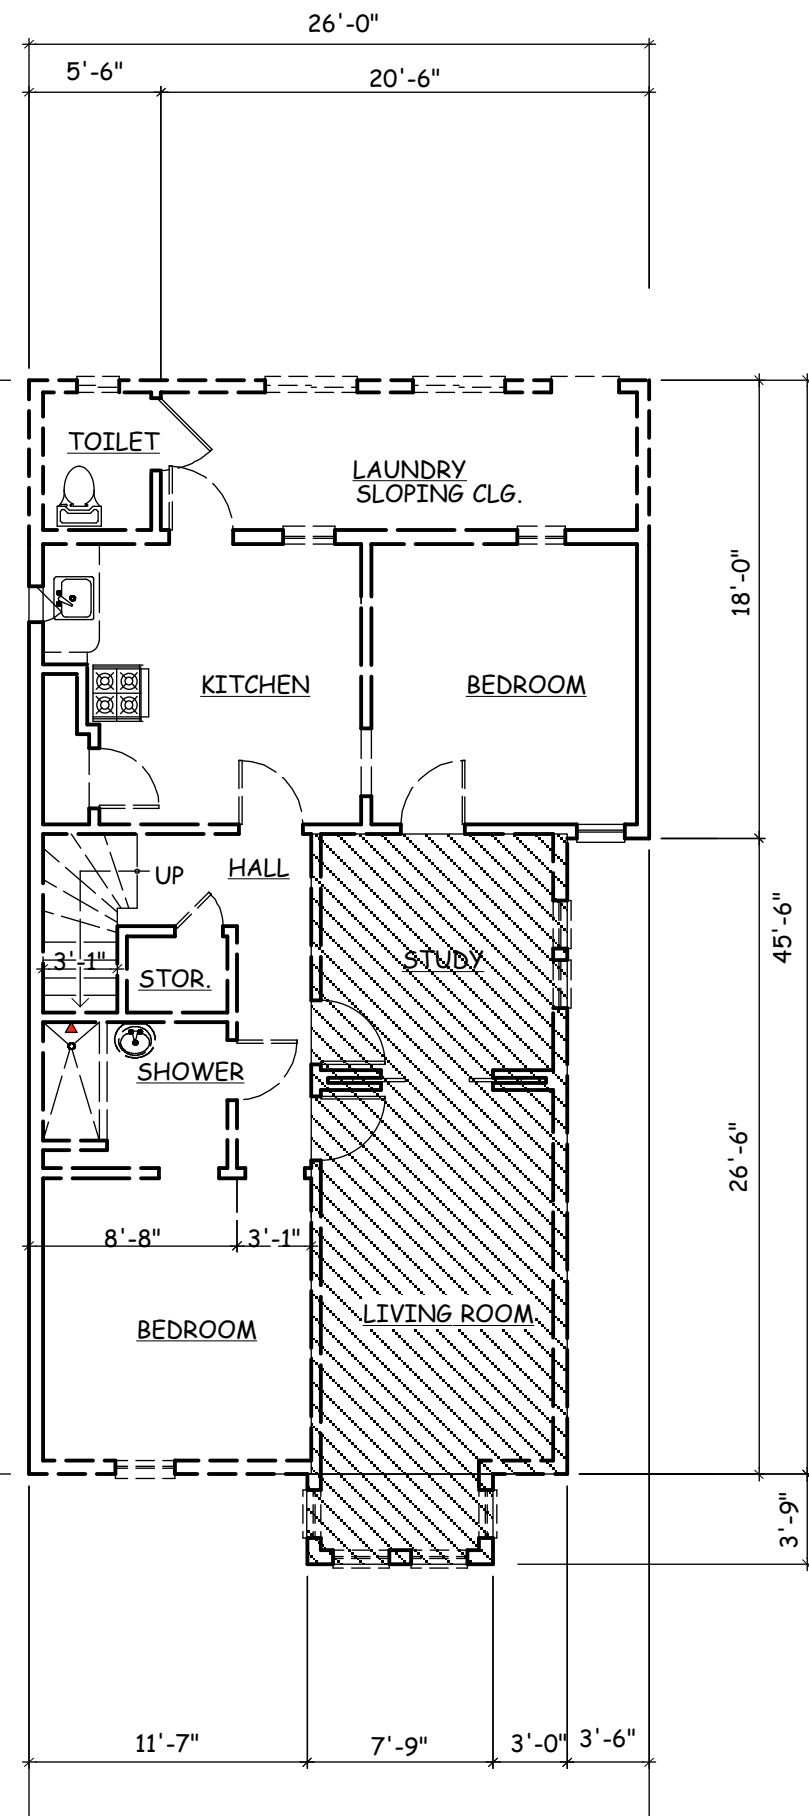 26'-0"
5'-6"
20'-6"
TOILET
LAUNDRY
SLOPING CLG.
18'-0"
KITCHEN
BEDROOM
HALL
UP
45'-6"
STUDY
3'-1"
STOR.
SHOWER
26'-6"
8'-8"
3'-1"
LIVING ROOM
BEDROOM
3'-9"
11'-7"
7'-9"
3'-0"
3'-6"